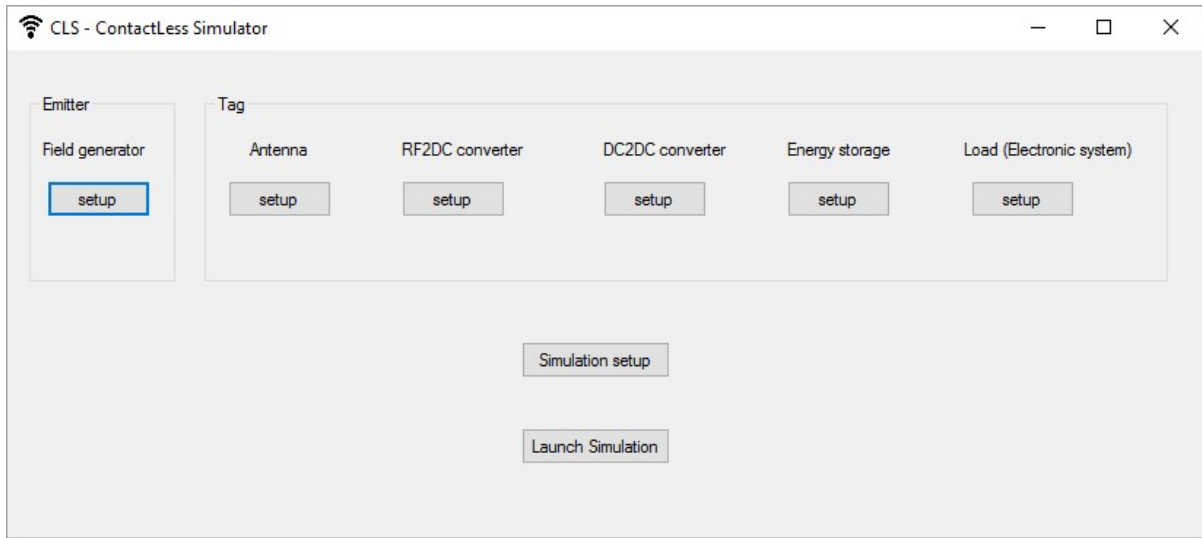 CLS - ContactLess Simulator
Emitter
Tag
Field generator
Antenna
RF2DC converter
DC2DC converter
Energy storage
Load (Electronic system)
setup
setup
setup
setup
setup
setup
Simulation setup
Launch Simulation